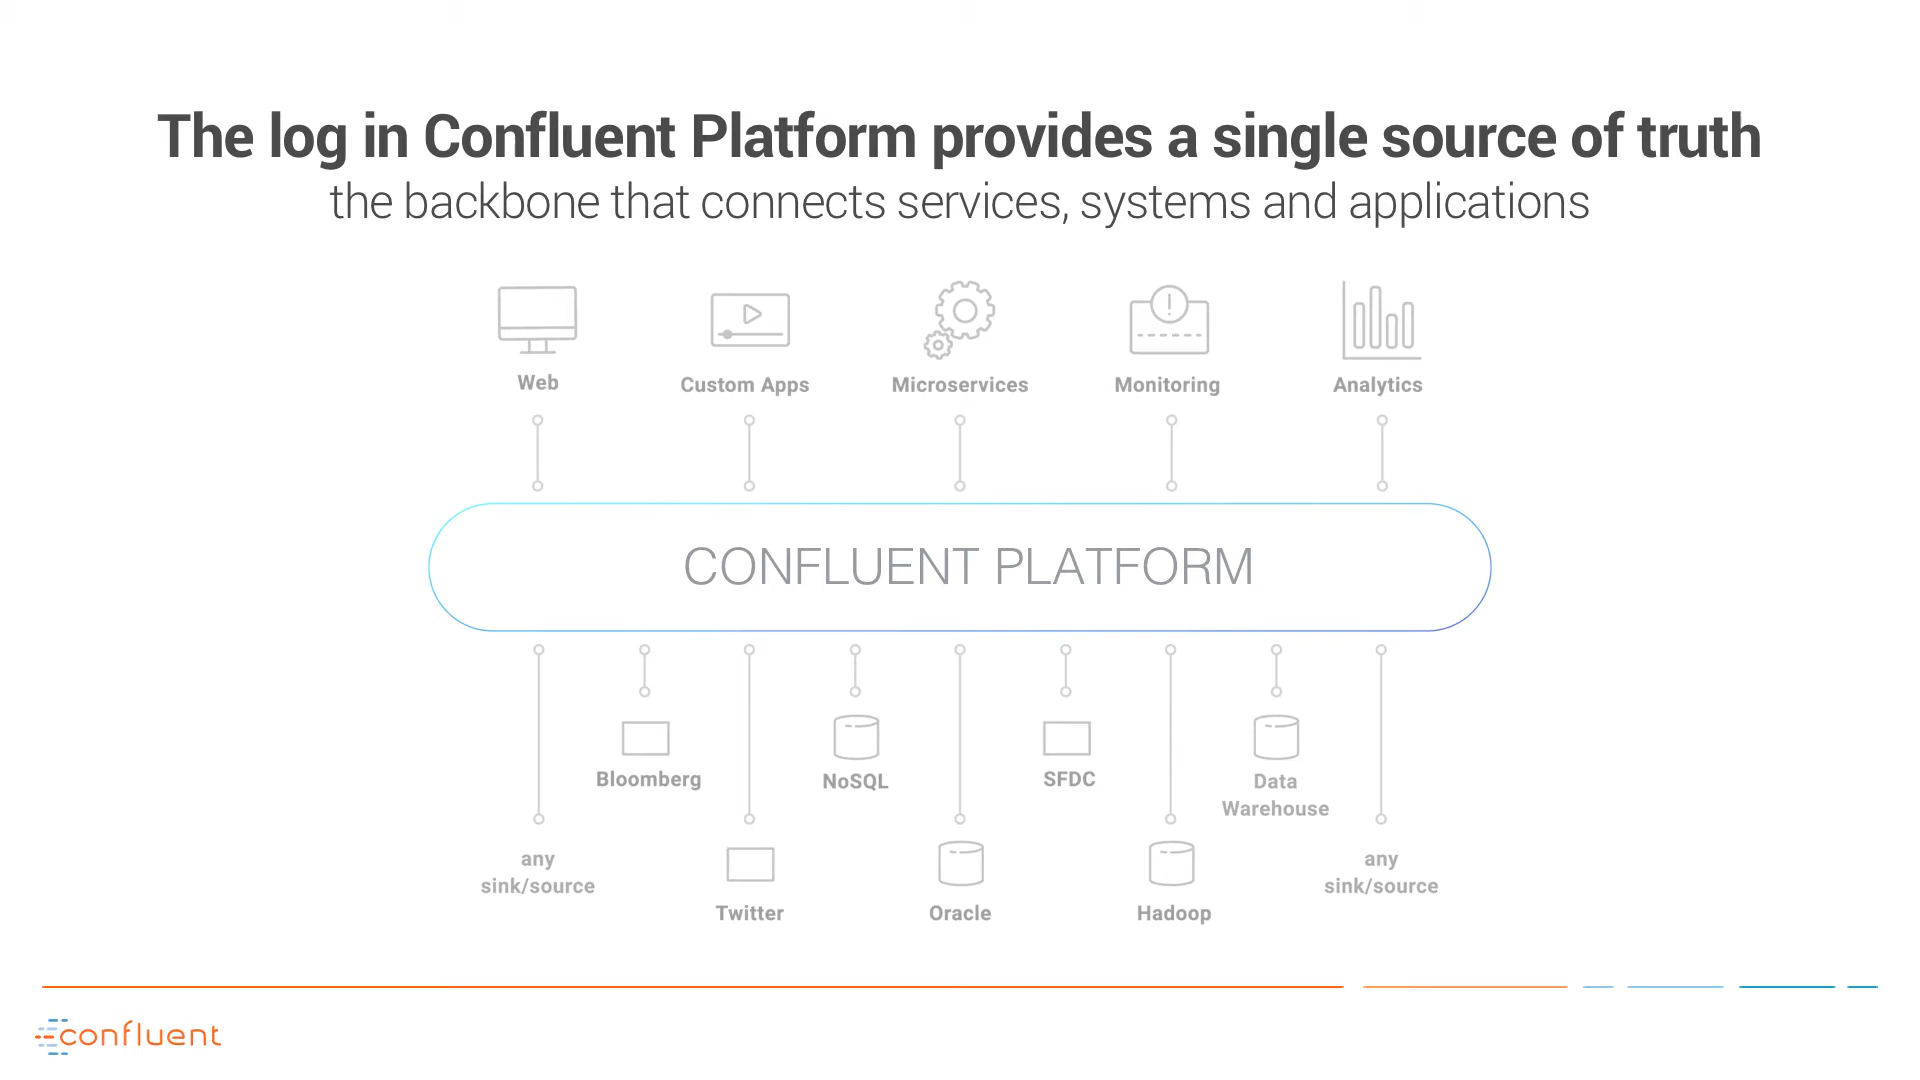 The log in Confluent Platform provides a single source of truth
the backbone that connects services, systems and applications
Web
Custom Apps
Microservices
Monitoring
Analytics
CONFLUENT PLATFORM
Bloomberg
NoSQL
SFDC
Data
Warehouse
any
sink/source
Twitter
Oracle
Hadoop
any
sink/source
confluent